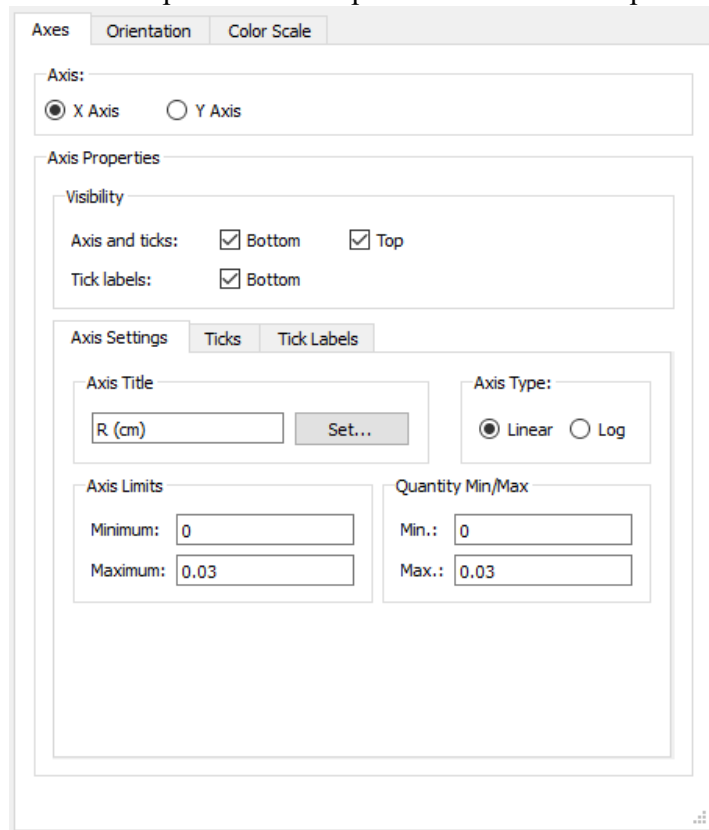 Axes Orientation Color Scale
Axis:
X Axis Y Axis
Axis Properties
Visibility
Axis and ticks: Bottom Top
Tick labels: Bottom
Axis Settings Ticks Tick Labels
Axis Title Axis Type:
R (cm) Set... Linear Log
Axis Limits Quantity Min/Max
Minimum: 0 Min.: 0
Maximum: 0.03 Max.: 0.03